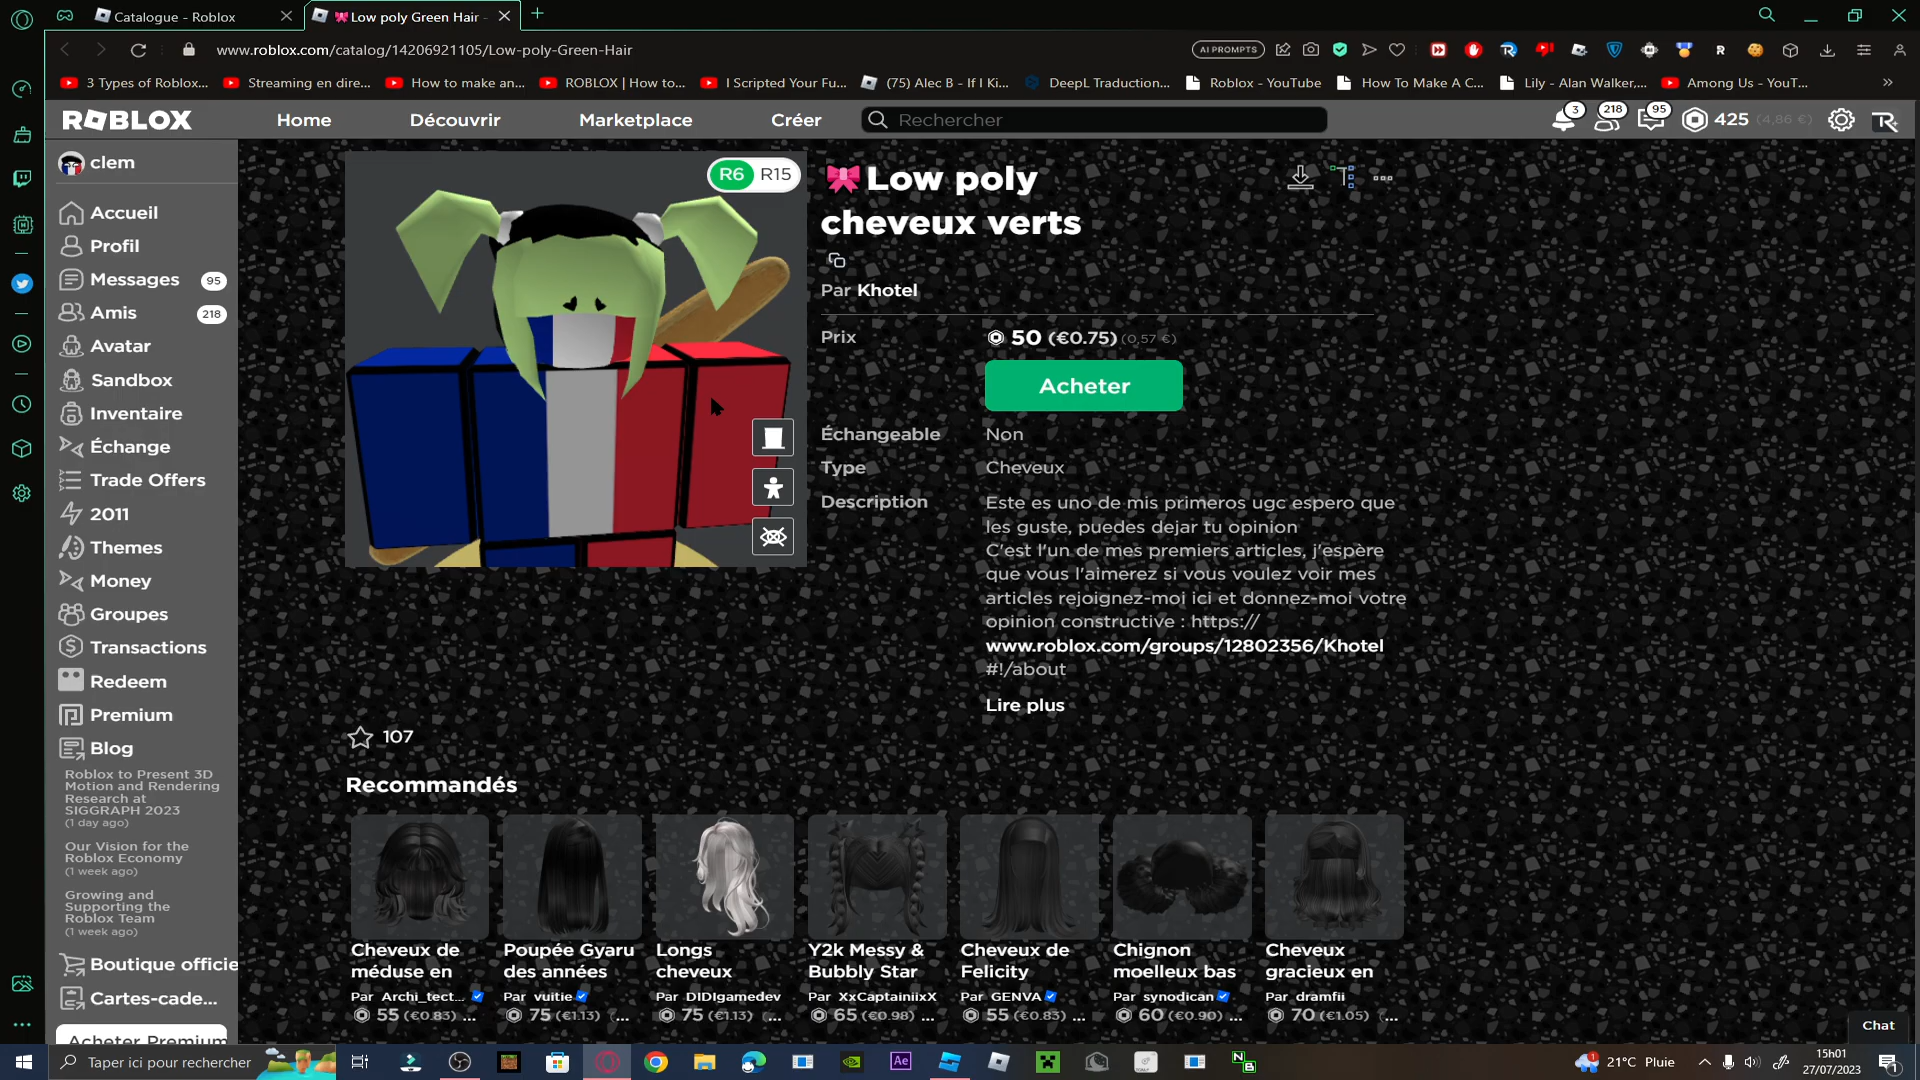 Catalogue - Roblox
Low poly Green Hair -
www.roblox.com/catalog/14206921105/Low-poly-Green-Hair
AI PROMPTS
3 Types of Roblox...
Streaming en dire...
How to make an...
ROBLOX | How to...
I Scripted Your Fu...
(75) Alec B - If I Ki...
DeepL Traduction...
Roblox - YouTube
How To Make A C...
Lily - Alan Walker,...
Among Us - YouT...
ROBLOX
Home
Découvrir
Marketplace
Créer
Rechercher
3
218
95
425 (4,86 €)
clem
Accueil
Profil
Messages 95
Amis 218
Avatar
Sandbox
Inventaire
Échange
Trade Offers
2011
Themes
Money
Groupes
Transactions
Redeem
Premium
Blog
Roblox to Present 3D
Motion and Rendering
Research at
SIGGRAPH 2023
(1 day ago)
Our Vision for the
Roblox Economy
(1 week ago)
Growing and
Supporting the
Roblox Team
(1 week ago)
Boutique officie
Cartes-cade...
Acheter Premium
R6 R15
Low poly
cheveux verts
Par Khotel
Prix 50 (€0.75) (0,57 €)
Acheter
Échangeable Non
Type Cheveux
Description Este es uno de mis primeros ugc espero que
les guste, puedes dejar tu opinion
C'est l'un de mes premiers articles, j'espère
que vous l'aimerez si vous voulez voir mes
articles rejoignez-moi ici et donnez-moi votre
opinion constructive : https://
www.roblox.com/groups/12802356/Khotel
#!/about
Lire plus
107
Recommandés
Cheveux de
méduse en
Par Archi_tect...
55 (€0.83) ...
Poupée Gyaru
des années
Par vuitie
75 (€1.13) (...
Longs
cheveux
Par DIDIgamedev
75 (€1.13) (...
Y2k Messy &
Bubbly Star
Par XxCaptainiixX
65 (€0.98) ...
Cheveux de
Felicity
Par GENVA
55 (€0.83) ...
Chignon
moelleux bas
Par synodican
60 (€0.90) ...
Cheveux
gracieux en
Par dramfii
70 (€1.05) (...
Chat
Taper ici pour rechercher
Ae
1
21°C Pluie
15h01
27/07/2023
1